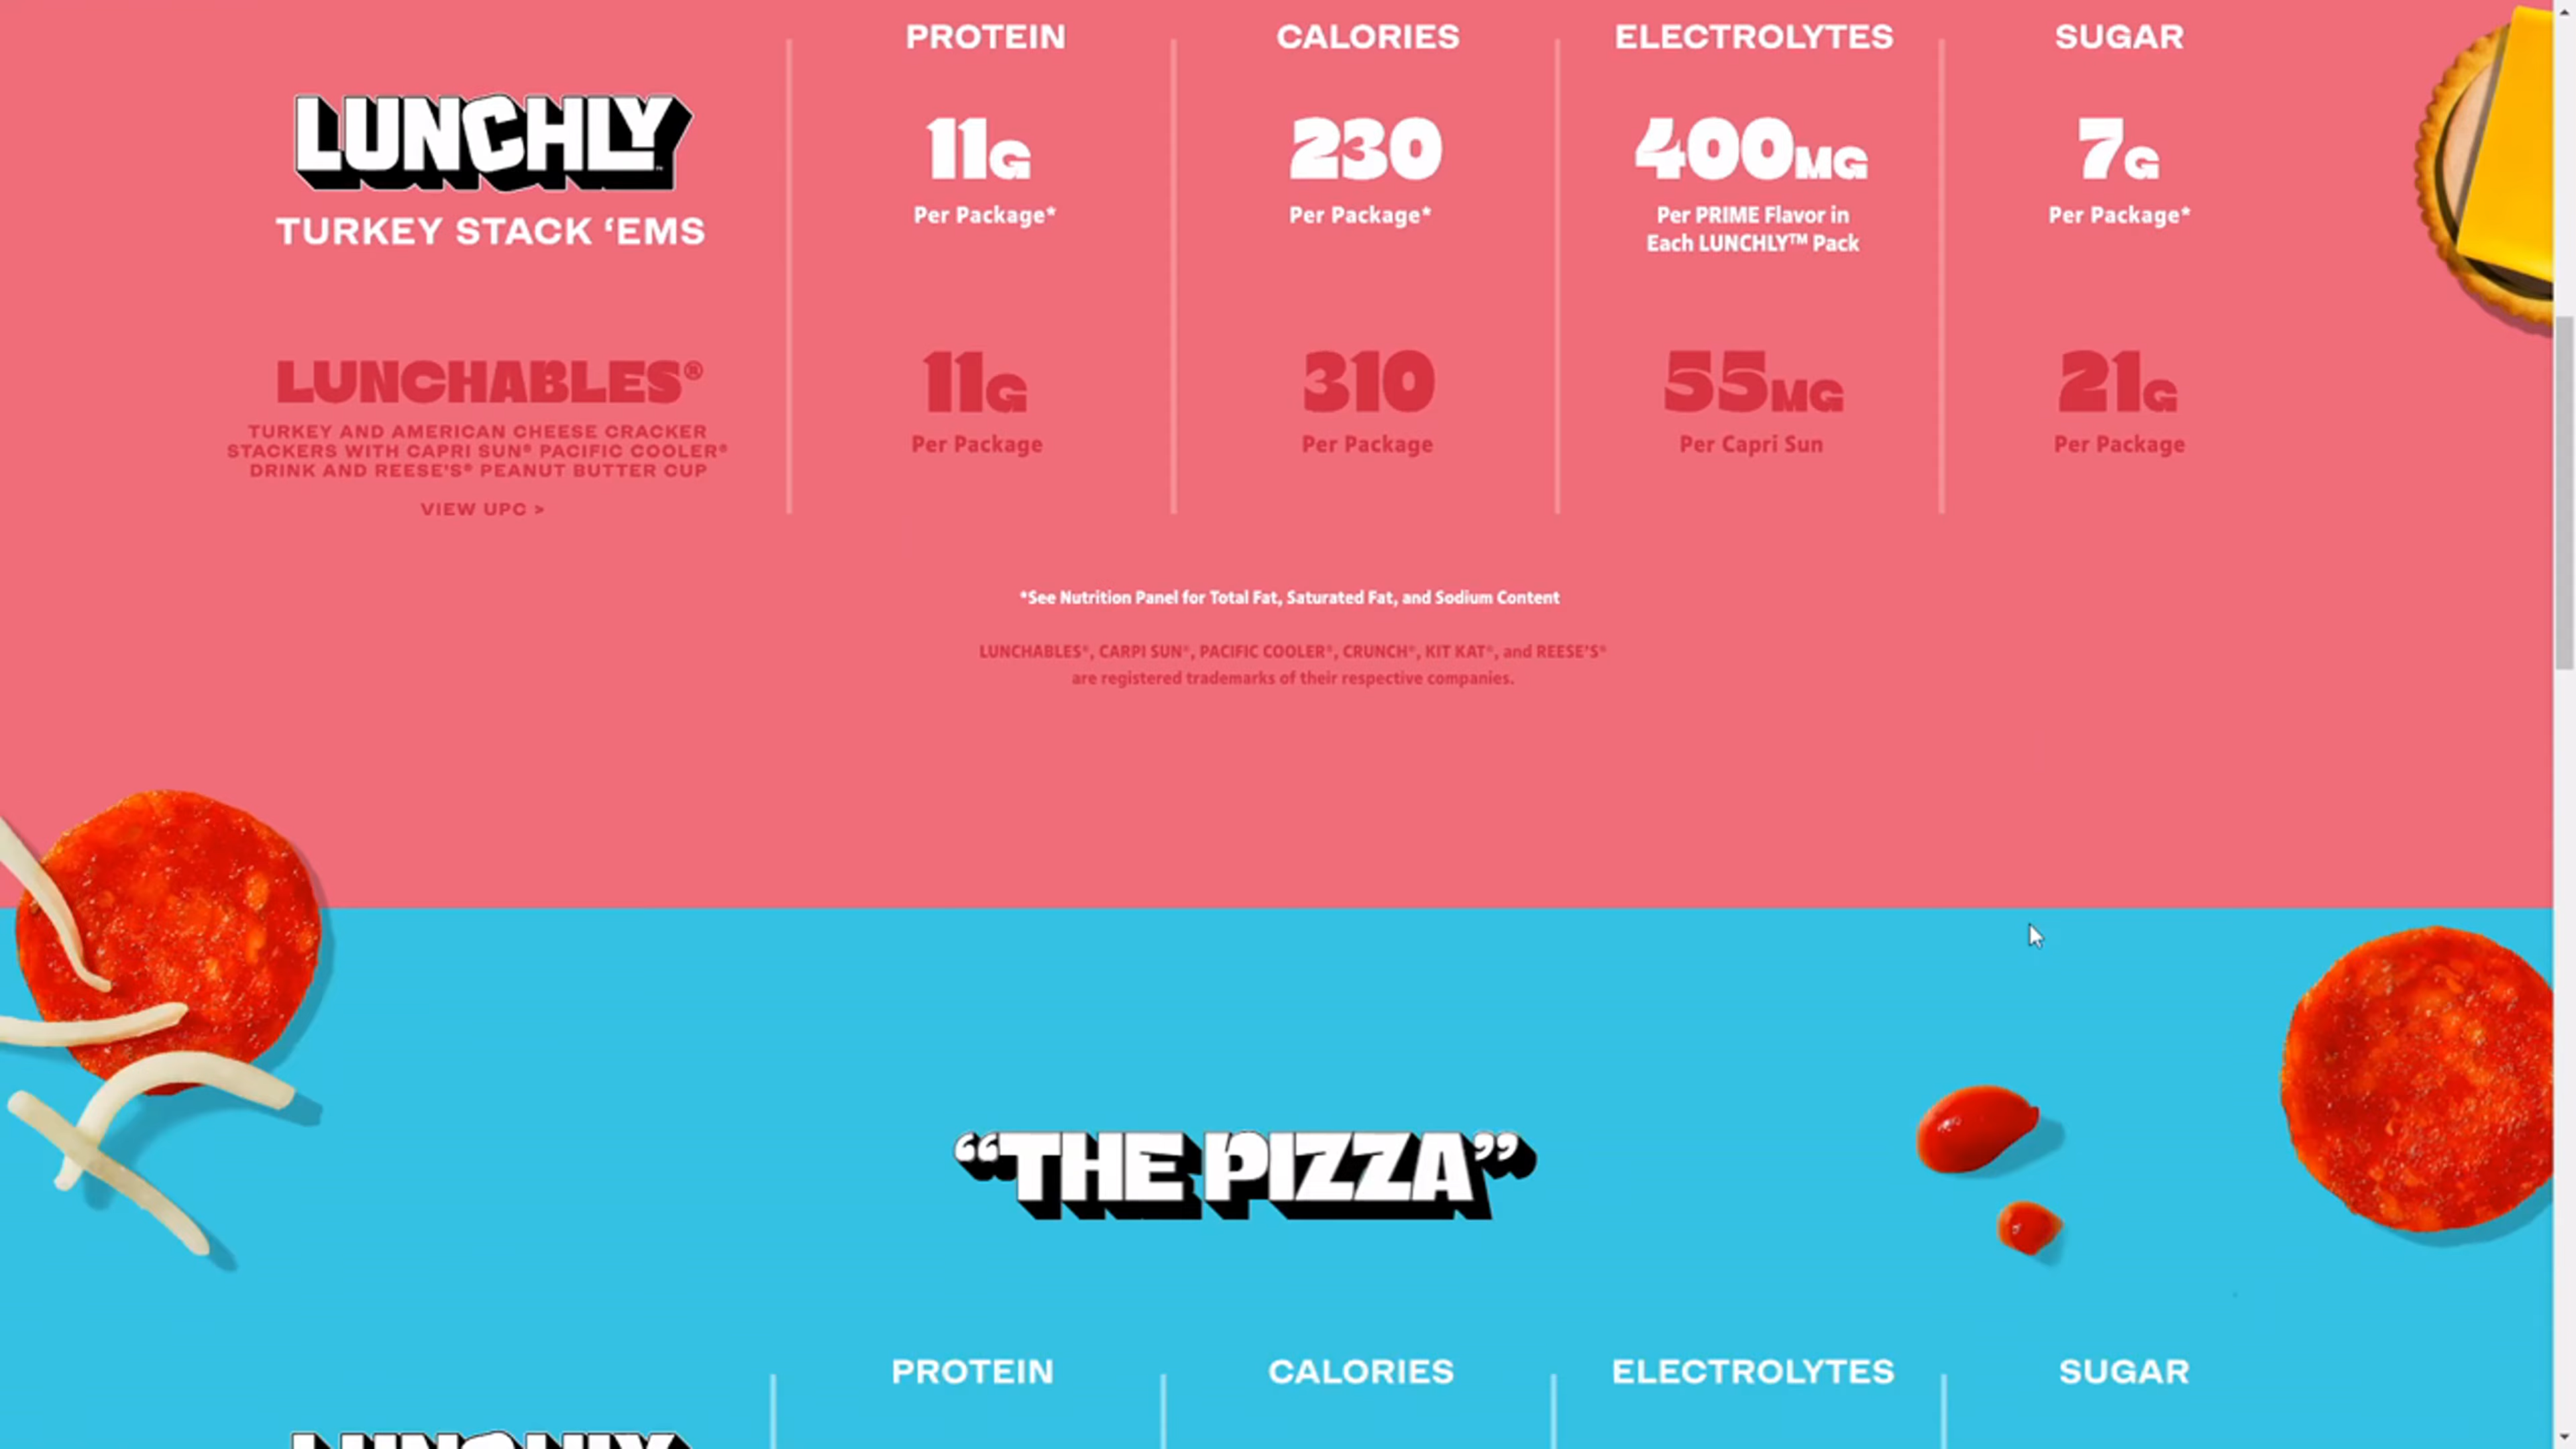 PROTEIN CALORIES ELECTROLYTES SUGAR
LUNCHLY™
TURKEY STACK ‘EMS
11G 230 400MG 7G
Per Package* Per Package* Per PRIME Flavor in Per Package*
Each LUNCHLY™ Pack
LUNCHABLES®
TURKEY AND AMERICAN CHEESE CRACKER
STACKERS WITH CAPRI SUN® PACIFIC COOLER®
DRINK AND REESE'S® PEANUT BUTTER CUP
VIEW UPC >
11G 310 55MG 21G
Per Package Per Package Per Capri Sun Per Package
*See Nutrition Panel for Total Fat, Saturated Fat, and Sodium Content
LUNCHABLES®, CARPI SUN®, PACIFIC COOLER®, CRUNCH®, KIT KAT®, and REESE'S®
are registered trademarks of their respective companies.
“THE PIZZA”
PROTEIN CALORIES ELECTROLYTES SUGAR
LUNCHLY